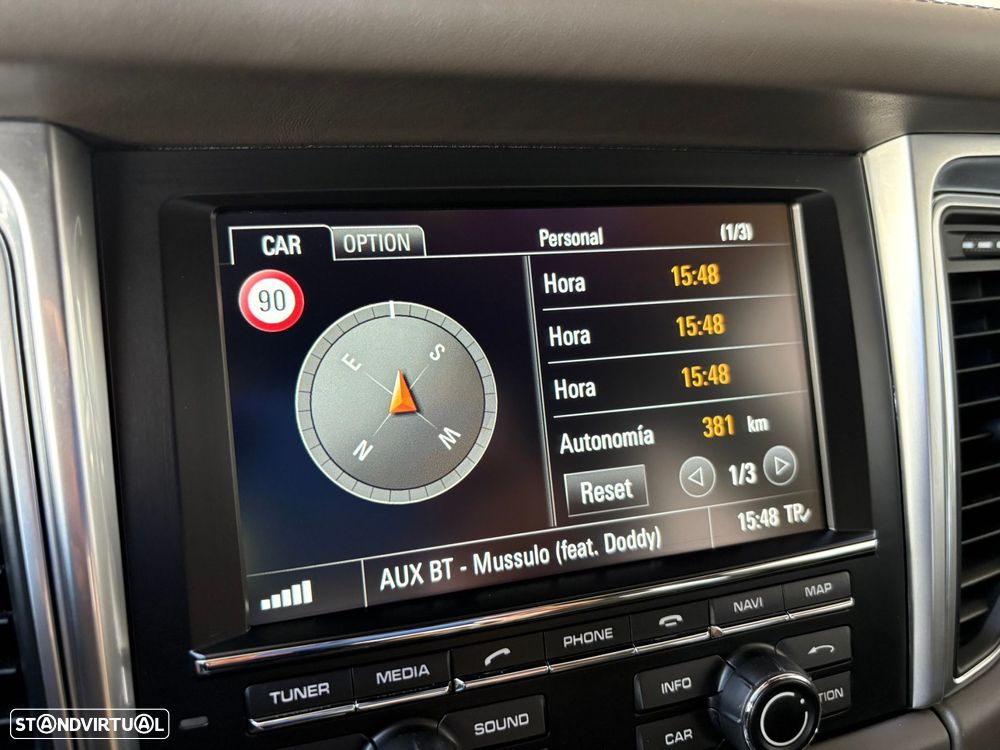 CAR OPTION Personal (1/3)
90
Hora 15:48
Hora 15:48
Hora 15:48
Autonomía 381 km
Reset 1/3
E S
N W
AUX BT - Mussulo (feat. Doddy) 15:48 TP
TUNER MEDIA PHONE NAVI MAP
SOUND INFO
CAR
STANDVIRTUAL